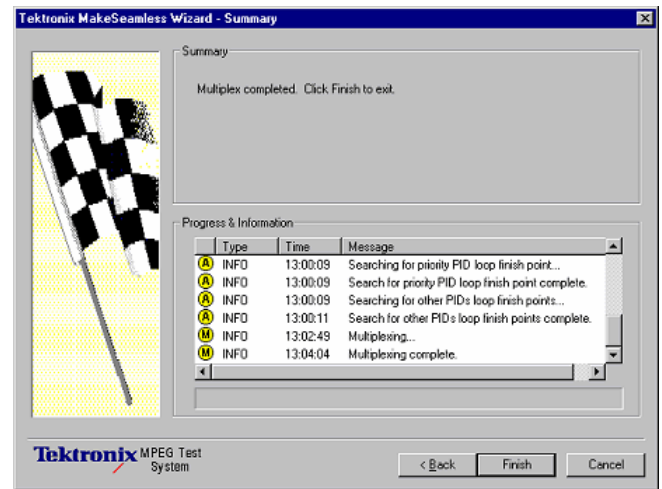 Tektronix MakeSeamless Wizard - Summary
Summary
Multiplex completed. Click Finish to exit.
Progress & Information
Type Time Message
A INFO 13:00:09 Searching for priority PID loop finish point...
A INFO 13:00:09 Search for priority PID loop finish point complete.
A INFO 13:00:09 Searching for other PIDs loop finish points...
A INFO 13:00:11 Search for other PIDs loop finish points complete.
M INFO 13:02:49 Multiplexing...
M INFO 13:04:04 Multiplexing complete.
Tektronix MPEG Test
System
< Back Finish Cancel